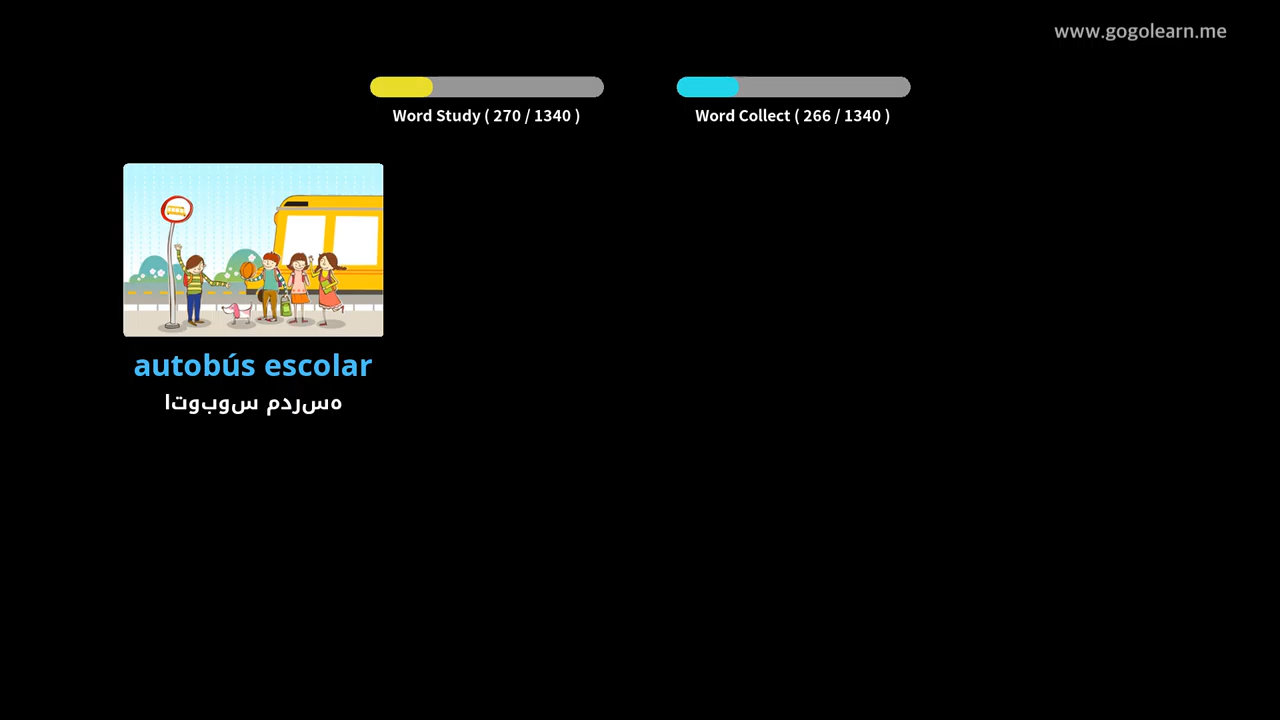 www.gogolearn.me
Word Study ( 270 / 1340 )
Word Collect ( 266 / 1340 )
autobús escolar
اتوبوس مدرسه